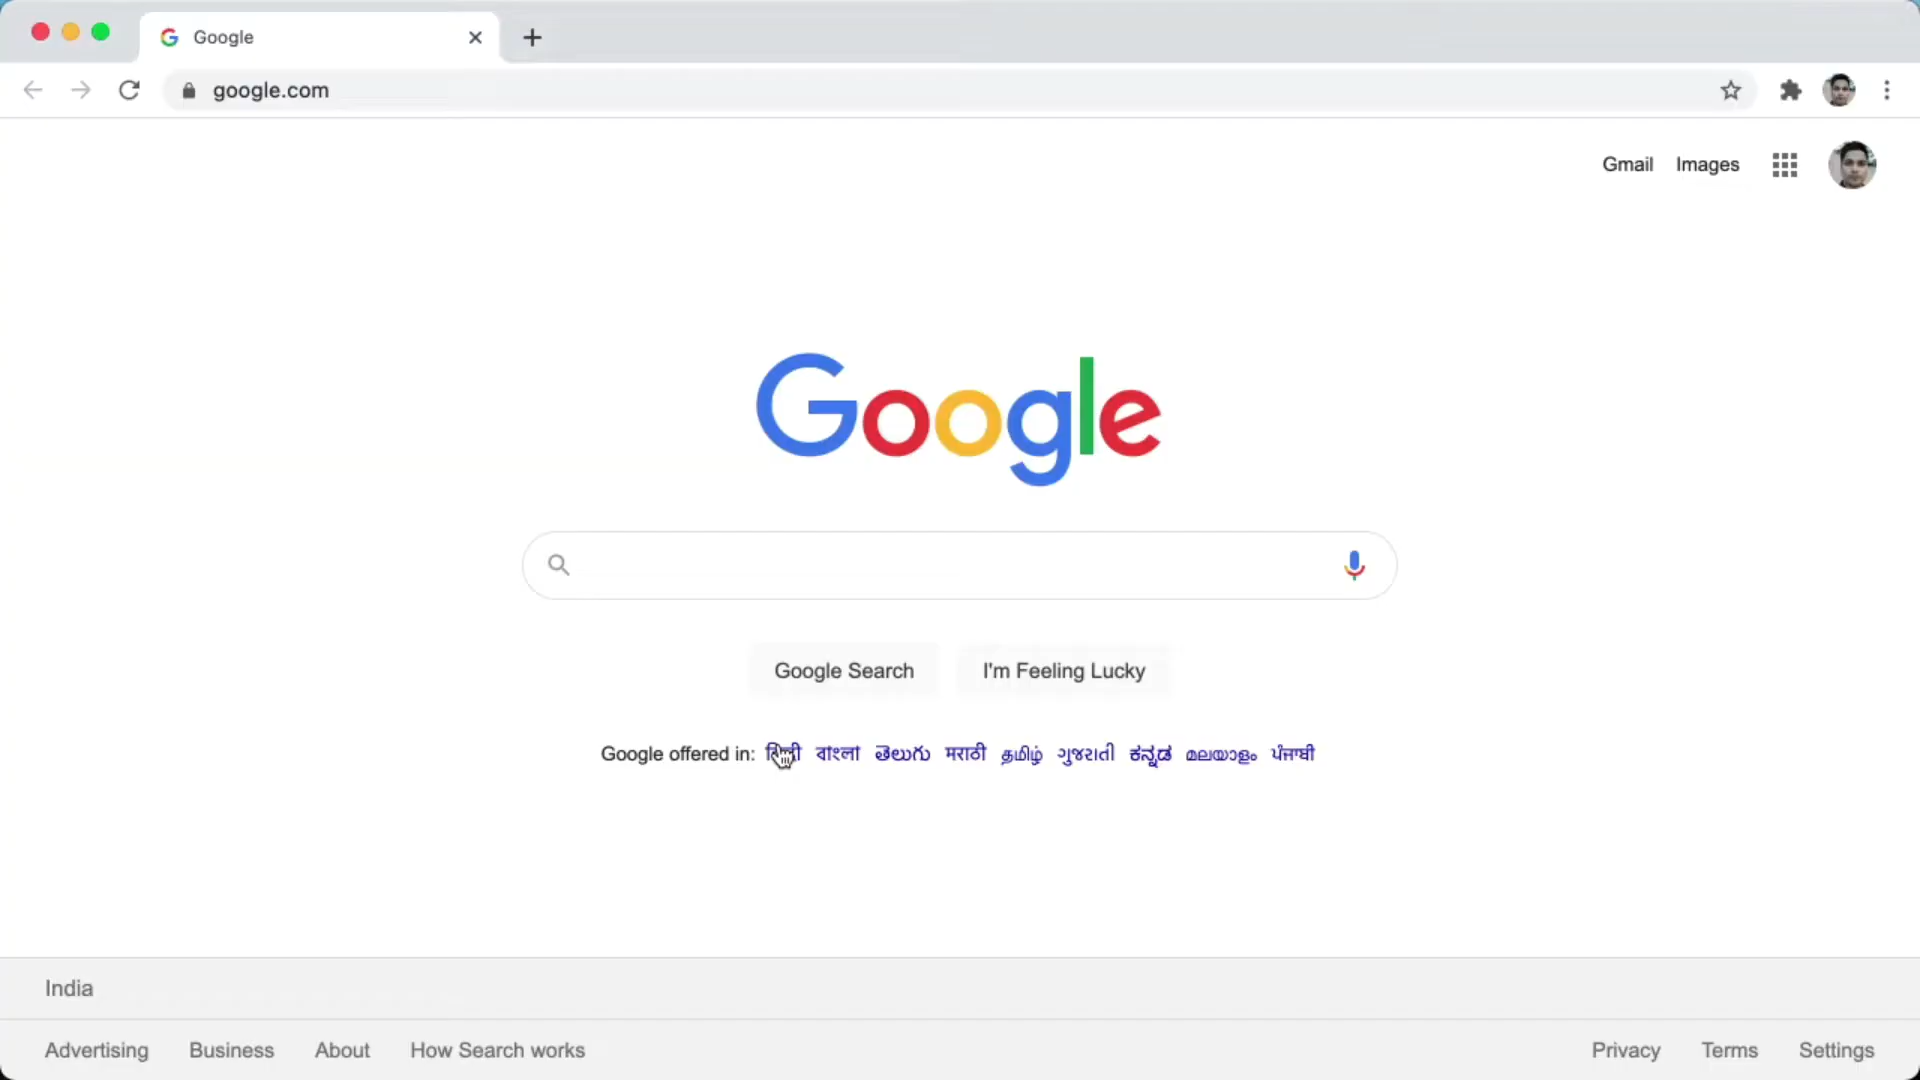 Google
google.com
Gmail Images
Google
Google Search I'm Feeling Lucky
Google offered in: हिन्दी বাংলা తెలుగు मराठी தமிழ் ગુજરાતી ಕನ್ನಡ മലയാളം ਪੰਜਾਬੀ
India
Advertising Business About How Search works Privacy Terms Settings